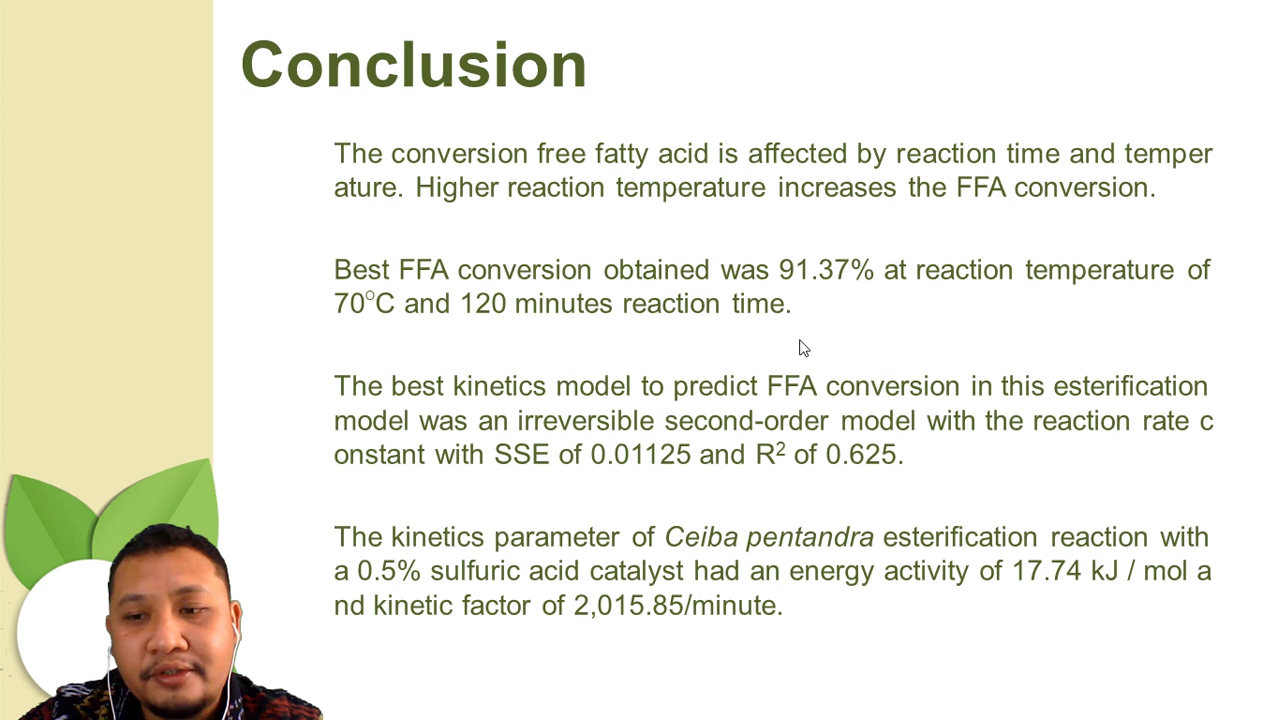 Conclusion
The conversion free fatty acid is affected by reaction time and temper
ature. Higher reaction temperature increases the FFA conversion.
Best FFA conversion obtained was 91.37% at reaction temperature of
70°C and 120 minutes reaction time.
The best kinetics model to predict FFA conversion in this esterification
model was an irreversible second-order model with the reaction rate c
onstant with SSE of 0.01125 and R² of 0.625.
The kinetics parameter of Ceiba pentandra esterification reaction with
a 0.5% sulfuric acid catalyst had an energy activity of 17.74 kJ / mol a
nd kinetic factor of 2,015.85/minute.